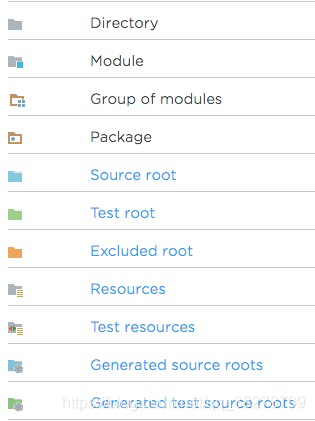 Directory
Module
Group of modules
Package
Source root
Test root
Excluded root
Resources
Test resources
Generated source roots
Generated test source roots